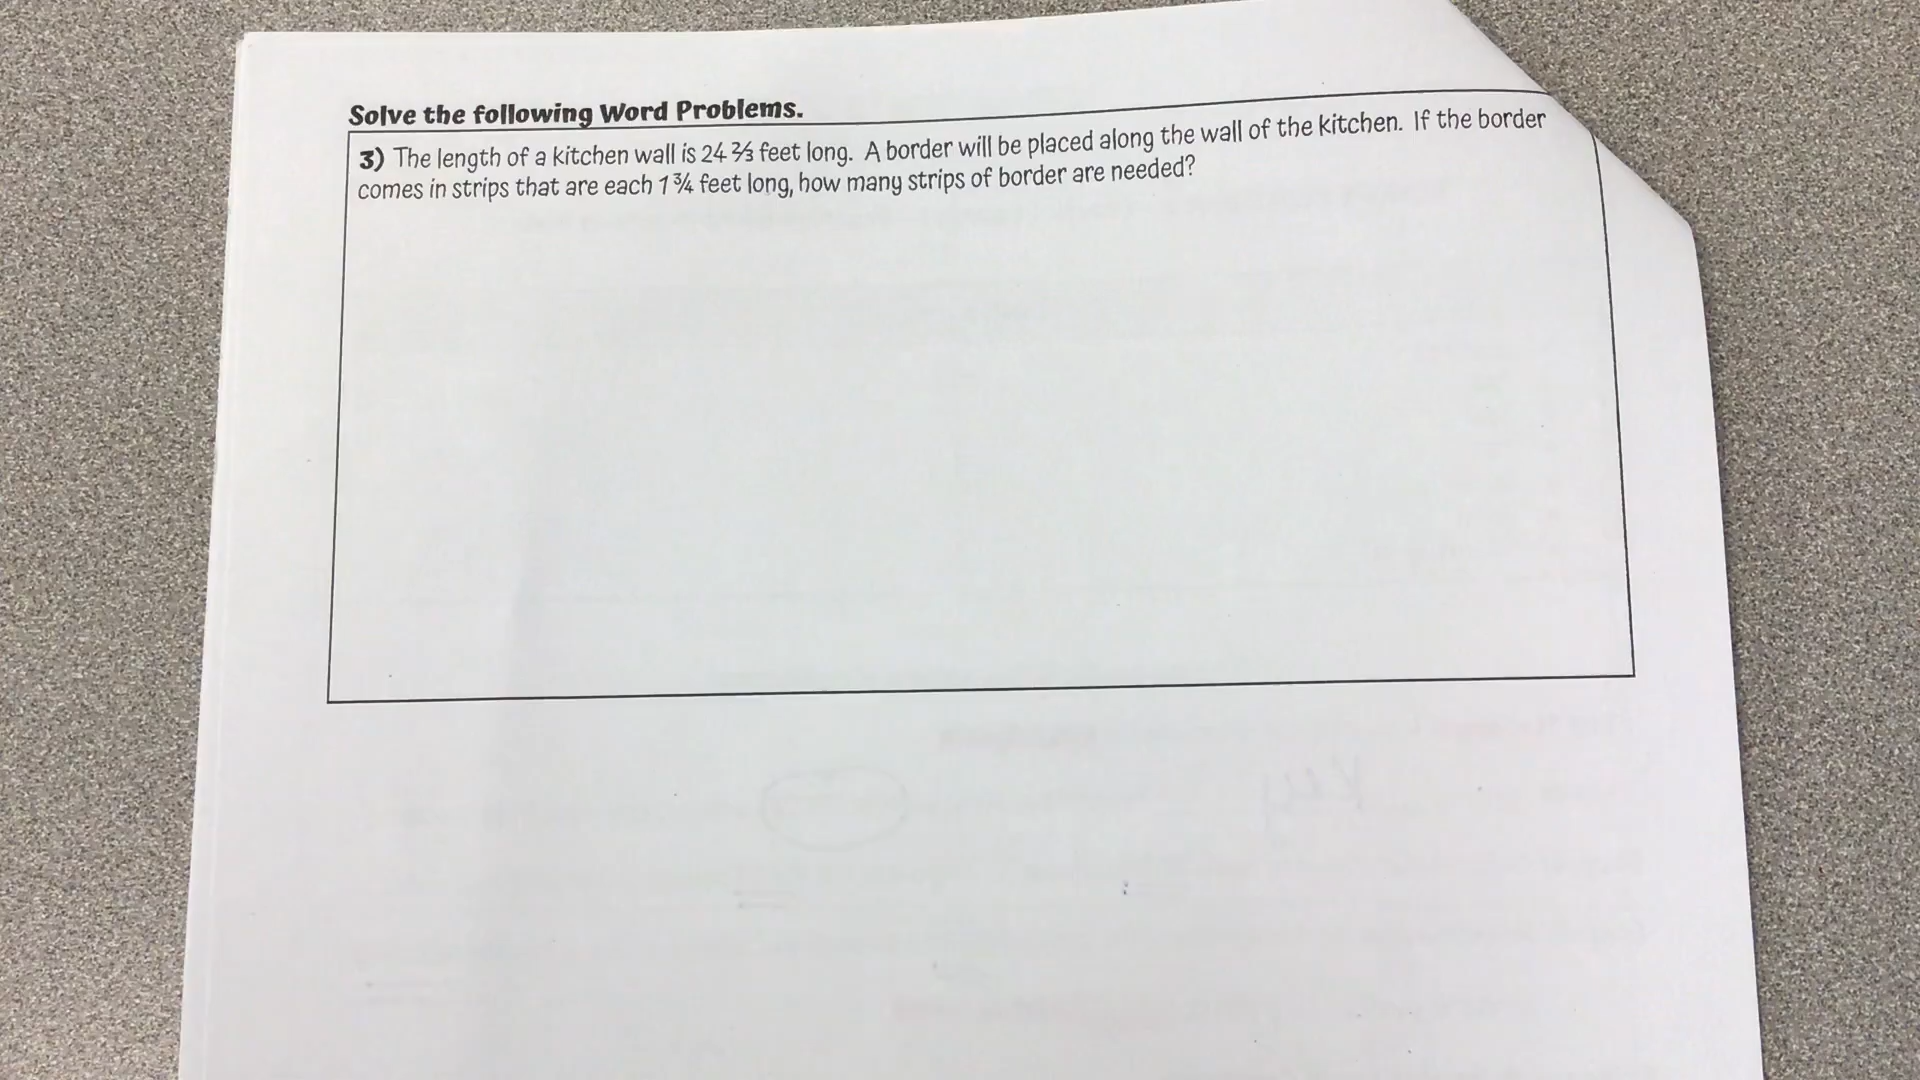 Solve the following Word Problems.
3) The length of a kitchen wall is 24 ⅔ feet long. A border will be placed along the wall of the kitchen. If the border
comes in strips that are each 1 ¾ feet long, how many strips of border are needed?